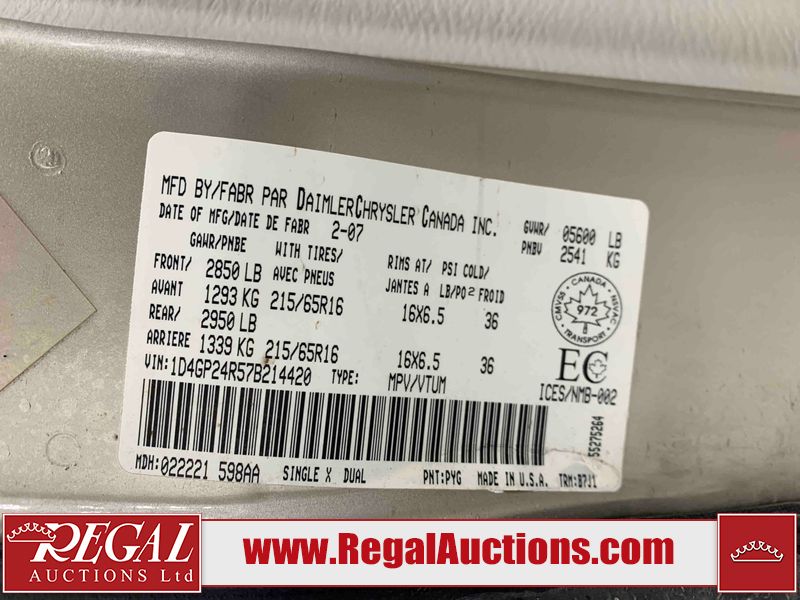 MFD BY/FABR PAR DAIMLERCHRYSLER CANADA INC.
DATE OF MFG/DATE DE FABR 2-07
GVWR/ 05600 LB
PNBV 2541 KG
GAWR/PNBE WITH TIRES/ RIMS AT/ PSI COLD/
FRONT/ 2850 LB AVEC PNEUS JANTES A LB/PO2 FROID
AVANT 1293 KG 215/65R16 16X6.5 36
REAR/ 2950 LB
ARRIERE 1339 KG 215/65R16 16X6.5 36
VIN: 1D4GP24R57B214420 TYPE: MPV/VTUM
CANADA
CMVSS NSVAC
972
TRANSPORT
EC
ICES/NMB-002
55275264
MDH: 022221 598AA SINGLE X DUAL PNT:PYG MADE IN U.S.A. TRM:B7J1
REGAL
AUCTIONS Ltd
www.RegalAuctions.com